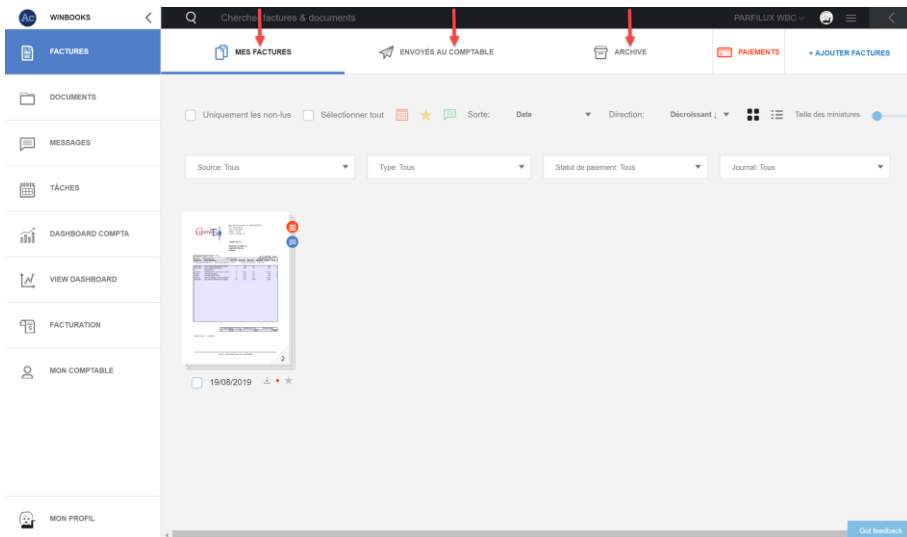 Ac WINBOOKS
Chercher factures & documents
PARFILUX WBC
FACTURES
MES FACTURES
ENVOYÉS AU COMPTABLE
ARCHIVE
PAIEMENTS
+ AJOUTER FACTURES
DOCUMENTS
MESSAGES
TÂCHES
DASHBOARD COMPTA
VIEW DASHBOARD
FACTURATION
MON COMPTABLE
MON PROFIL
Uniquement les non-lus
Sélectionner tout
Sorte: Date
Direction: Décroissant ↓
Taille des miniatures
Source: Tous
Type: Tous
Statut de paiement: Tous
Journal: Tous
2
19/08/2019
Got feedback